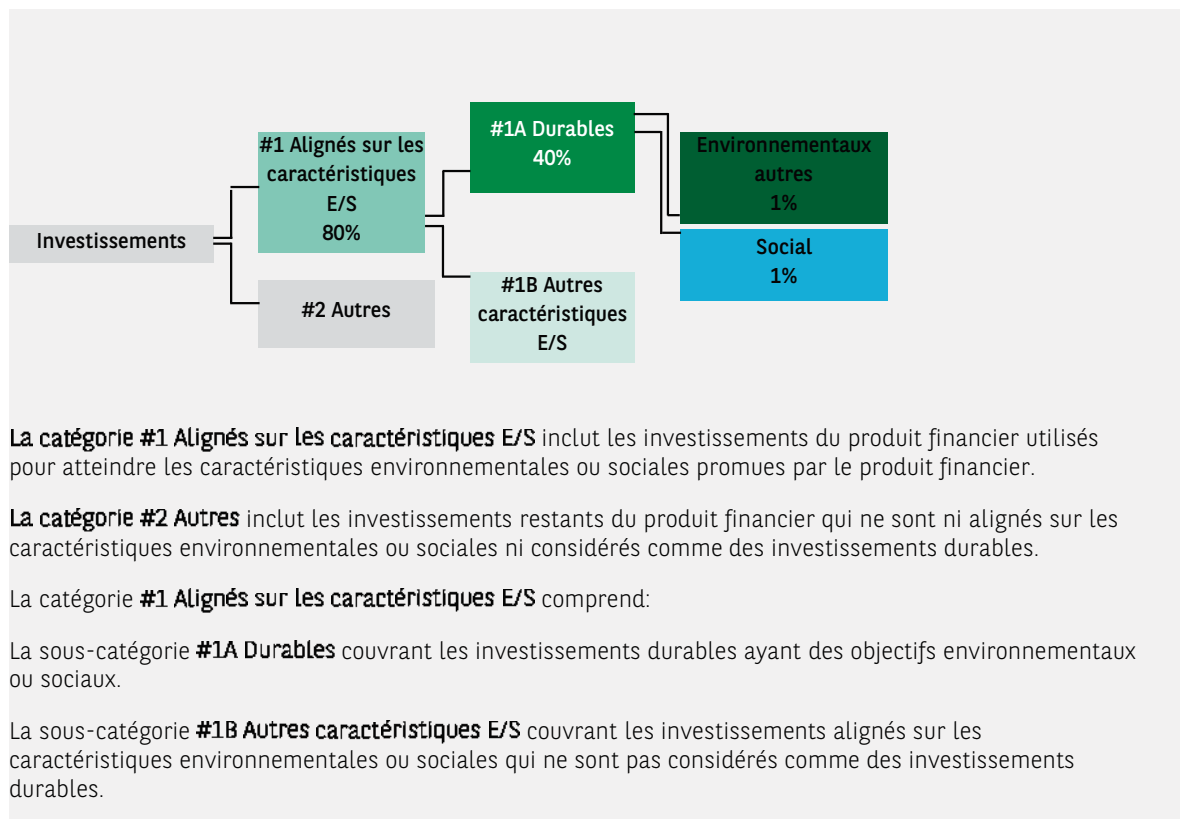 #1A Durables
40%
#1 Alignés sur les
caractéristiques
E/S
80%
Environnementaux
autres
1%
Investissements
Social
1%
#2 Autres
#1B Autres
caractéristiques
E/S
La catégorie #1 Alignés sur les caractéristiques E/S inclut les investissements du produit financier utilisés
pour atteindre les caractéristiques environnementales ou sociales promues par le produit financier.
La catégorie #2 Autres inclut les investissements restants du produit financier qui ne sont ni alignés sur les
caractéristiques environnementales ou sociales ni considérés comme des investissements durables.
La catégorie #1 Alignés sur les caractéristiques E/S comprend:
La sous-catégorie #1A Durables couvrant les investissements durables ayant des objectifs environnementaux
ou sociaux.
La sous-catégorie #1B Autres caractéristiques E/S couvrant les investissements alignés sur les
caractéristiques environnementales ou sociales qui ne sont pas considérés comme des investissements
durables.